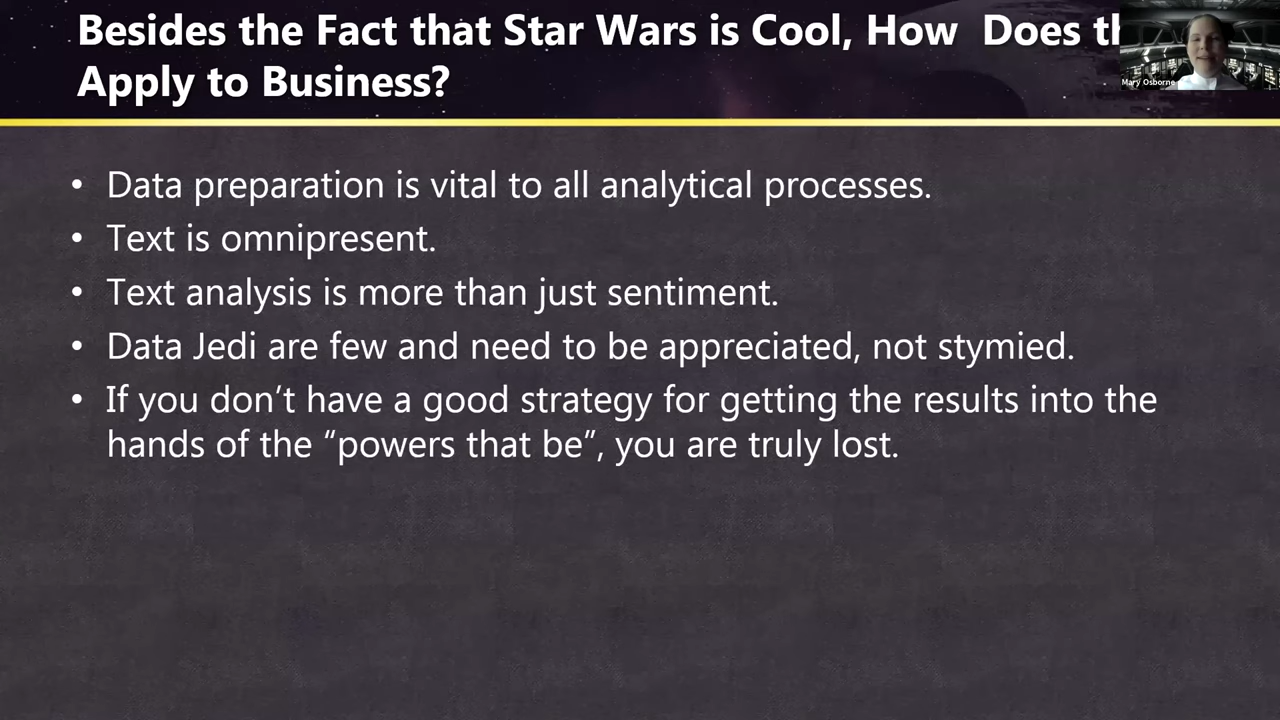 Besides the Fact that Star Wars is Cool, How  Does th
Apply to Business?
Mary Osborne
• Data preparation is vital to all analytical processes.
• Text is omnipresent.
• Text analysis is more than just sentiment.
• Data Jedi are few and need to be appreciated, not stymied.
• If you don’t have a good strategy for getting the results into the
hands of the “powers that be”, you are truly lost.